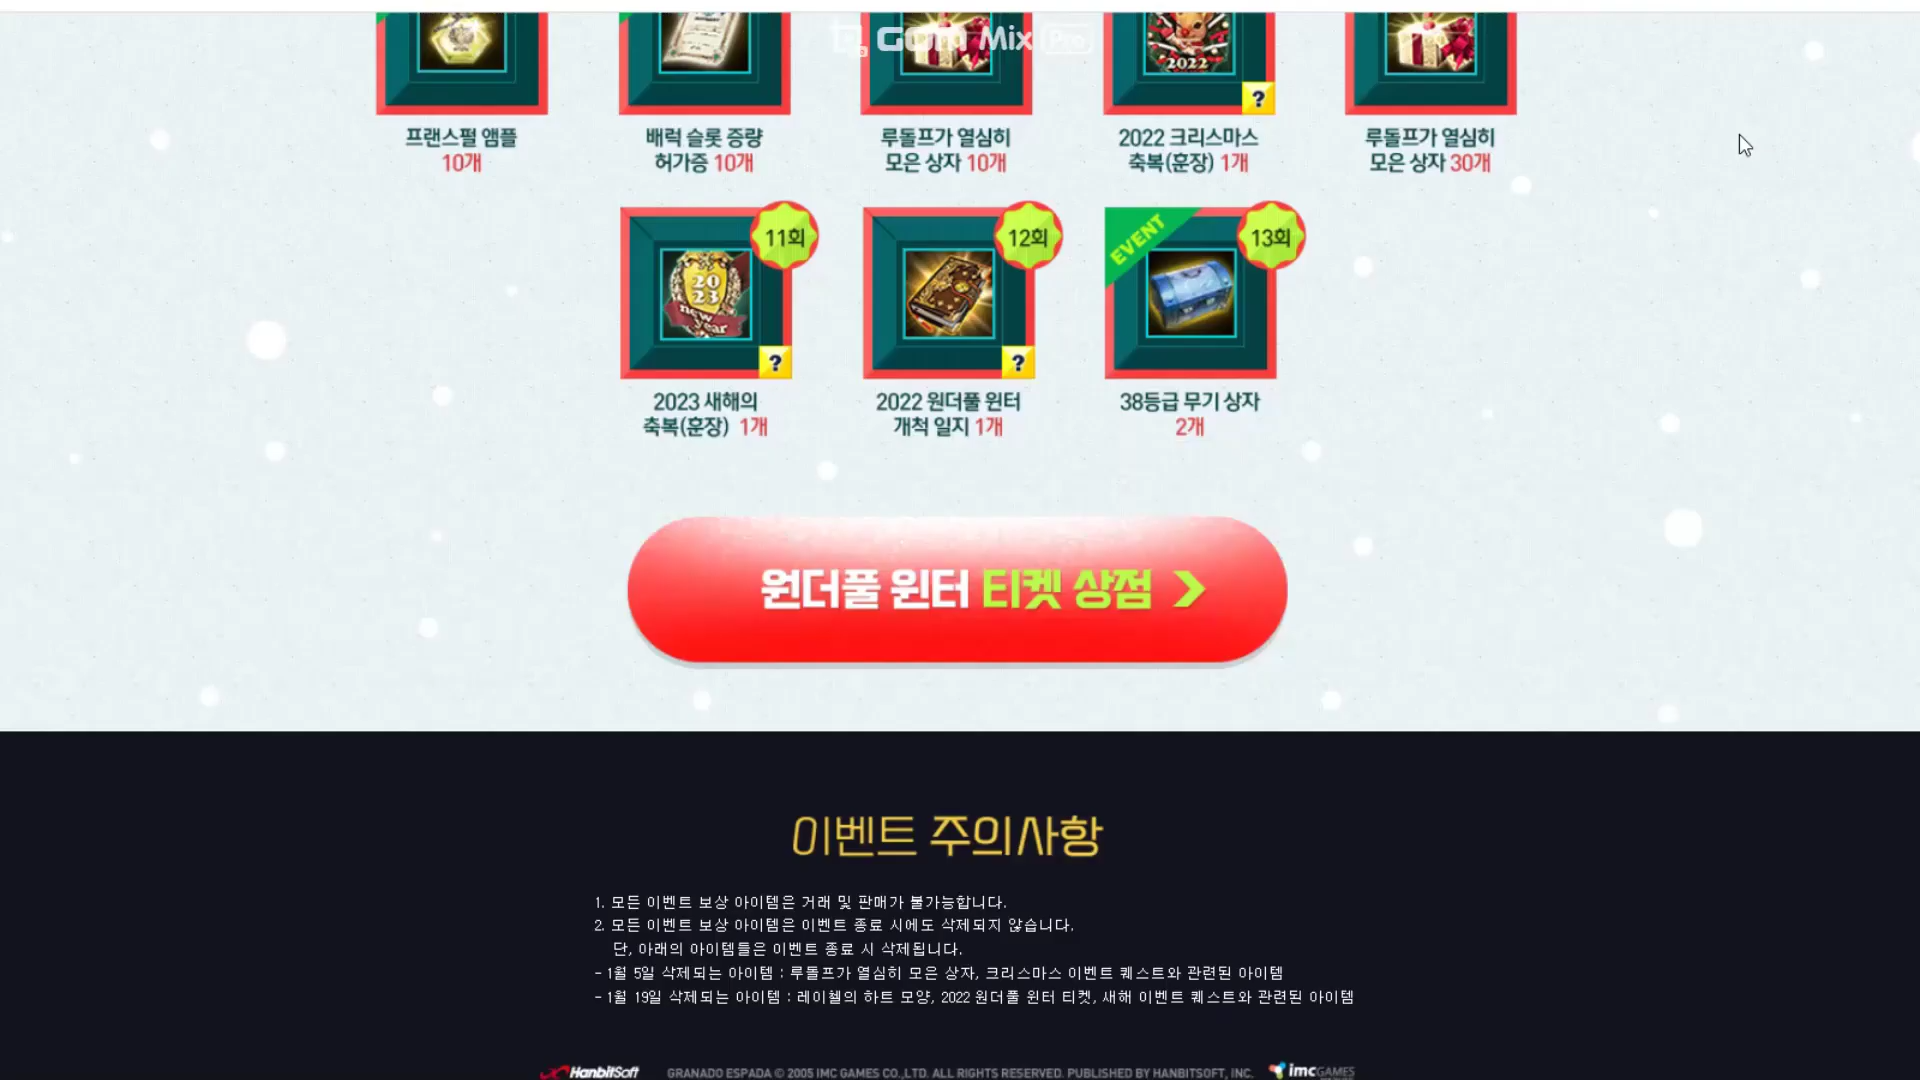 GOM Mix Pro
2022
?
프랜스펄 앰플
10개
배럭 슬롯 증량
허가증 10개
루돌프가 열심히
모은 상자 10개
2022 크리스마스
축복(훈장) 1개
루돌프가 열심히
모은 상자 30개
11회
2023
new year
?
12회
?
EVENT
13회
2023 새해의
축복(훈장) 1개
2022 원더풀 윈터
개척 일지 1개
38등급 무기 상자
2개
원더풀 윈터 티켓 상점
이벤트 주의사항
1. 모든 이벤트 보상 아이템은 거래 및 판매가 불가능합니다.
2. 모든 이벤트 보상 아이템은 이벤트 종료 시에도 삭제되지 않습니다.
단, 아래의 아이템들은 이벤트 종료 시 삭제됩니다.
- 1월 5일 삭제되는 아이템 : 루돌프가 열심히 모은 상자, 크리스마스 이벤트 퀘스트와 관련된 아이템
- 1월 19일 삭제되는 아이템 : 레이첼의 하트 모양, 2022 원더풀 윈터 티켓, 새해 이벤트 퀘스트와 관련된 아이템
HanbitSoft GRANADO ESPADA © 2005 IMC GAMES CO.,LTD. ALL RIGHTS RESERVED. PUBLISHED BY HANBITSOFT, INC. imcGAMES